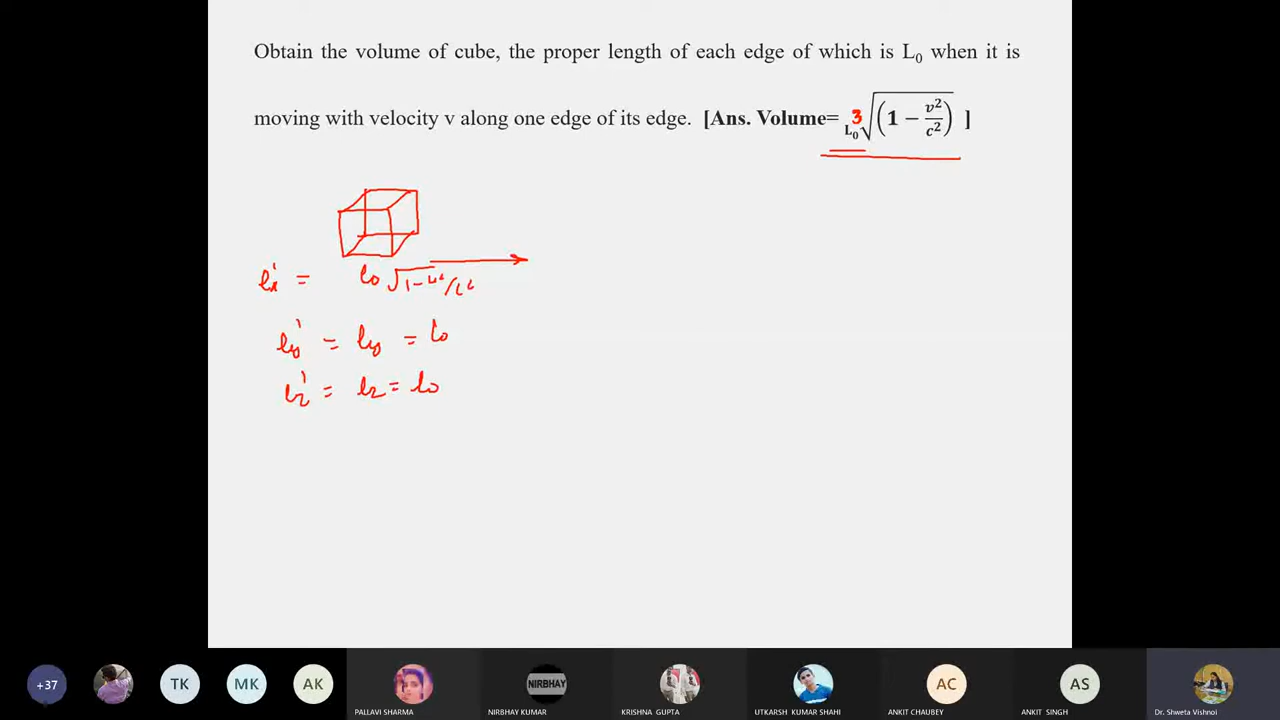 Obtain the volume of cube, the proper length of each edge of which is L₀ when it is
moving with velocity v along one edge of its edge. [Ans. Volume= L₀³√(1 − v²/c²) ]
lx' = l₀ √1-u²/c²
ly' = ly = l₀
lz' = lz = l₀
+37
TK
MK
AK
NIRBHAY
AC
AS
PALLAVI SHARMA
NIRBHAY KUMAR
KRISHNA GUPTA
UTKARSH KUMAR SHAHI
ANKIT CHAUBEY
ANKIT SINGH
Dr. Shweta Vishnoi